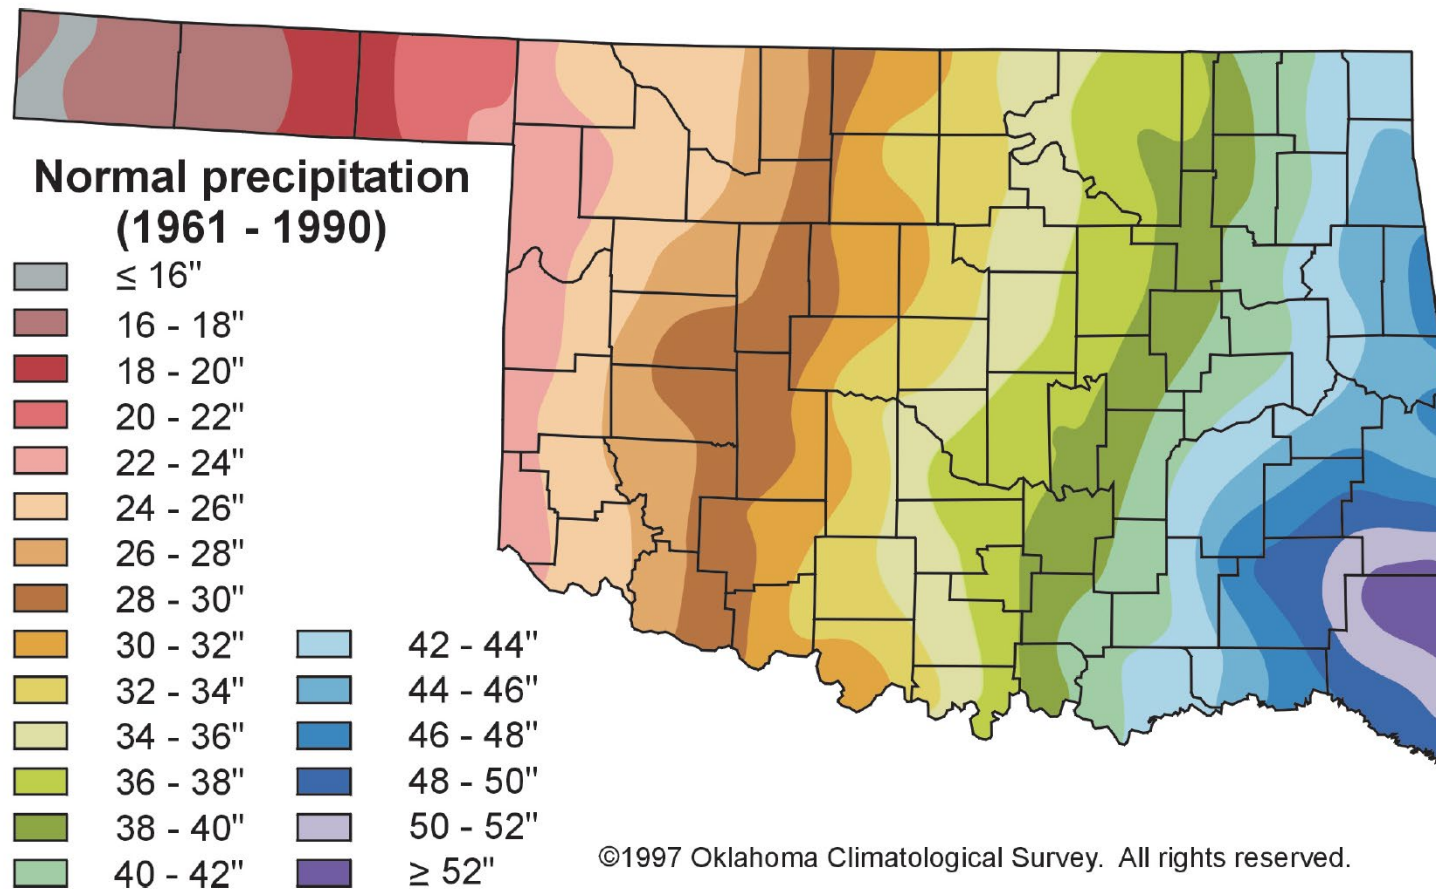 Normal precipitation
(1961 - 1990)
≤ 16"
16 - 18"
18 - 20"
20 - 22"
22 - 24"
24 - 26"
26 - 28"
28 - 30"
30 - 32"
32 - 34"
34 - 36"
36 - 38"
38 - 40"
40 - 42"
42 - 44"
44 - 46"
46 - 48"
48 - 50"
50 - 52"
≥ 52"
©1997 Oklahoma Climatological Survey. All rights reserved.